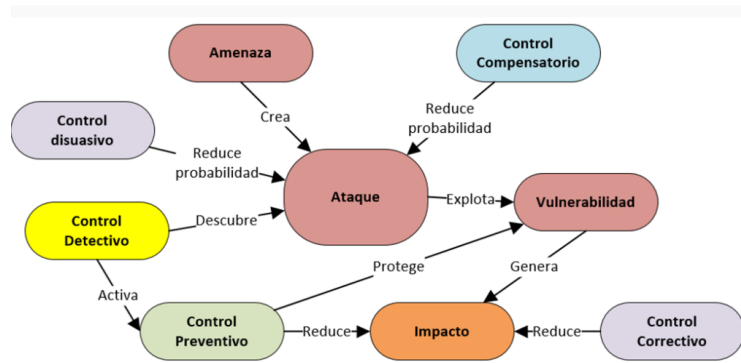 Amenaza
Control
Compensatorio
Crea
Reduce
probabilidad
Control
disuasivo
Reduce
probabilidad
Ataque
Explota
Vulnerabilidad
Control
Detectivo
Descubre
Protege
Genera
Activa
Control
Preventivo
Reduce
Impacto
Reduce
Control
Correctivo